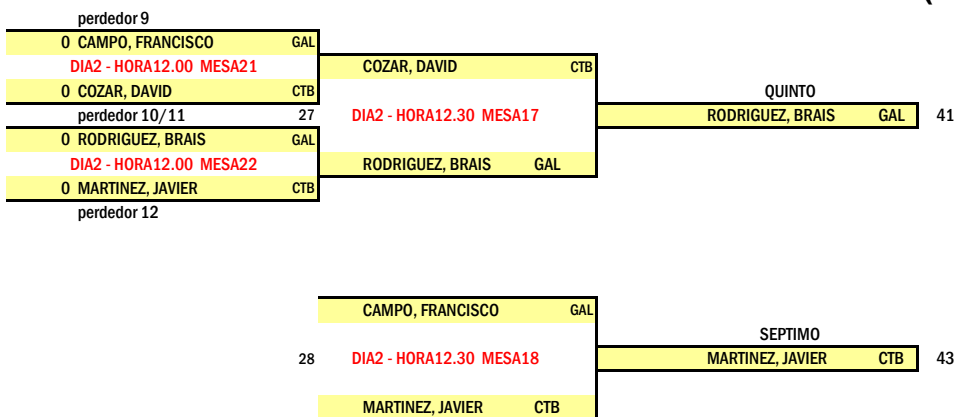 perdedor 9
0 CAMPO, FRANCISCO GAL
DIA2 - HORA12.00 MESA21 COZAR, DAVID CTB
0 COZAR, DAVID CTB QUINTO
perdedor 10/11 27 DIA2 - HORA12.30 MESA17 RODRIGUEZ, BRAIS GAL 41
0 RODRIGUEZ, BRAIS GAL
DIA2 - HORA12.00 MESA22 RODRIGUEZ, BRAIS GAL
0 MARTINEZ, JAVIER CTB
perdedor 12
CAMPO, FRANCISCO GAL
SEPTIMO
28 DIA2 - HORA12.30 MESA18 MARTINEZ, JAVIER CTB 43
MARTINEZ, JAVIER CTB